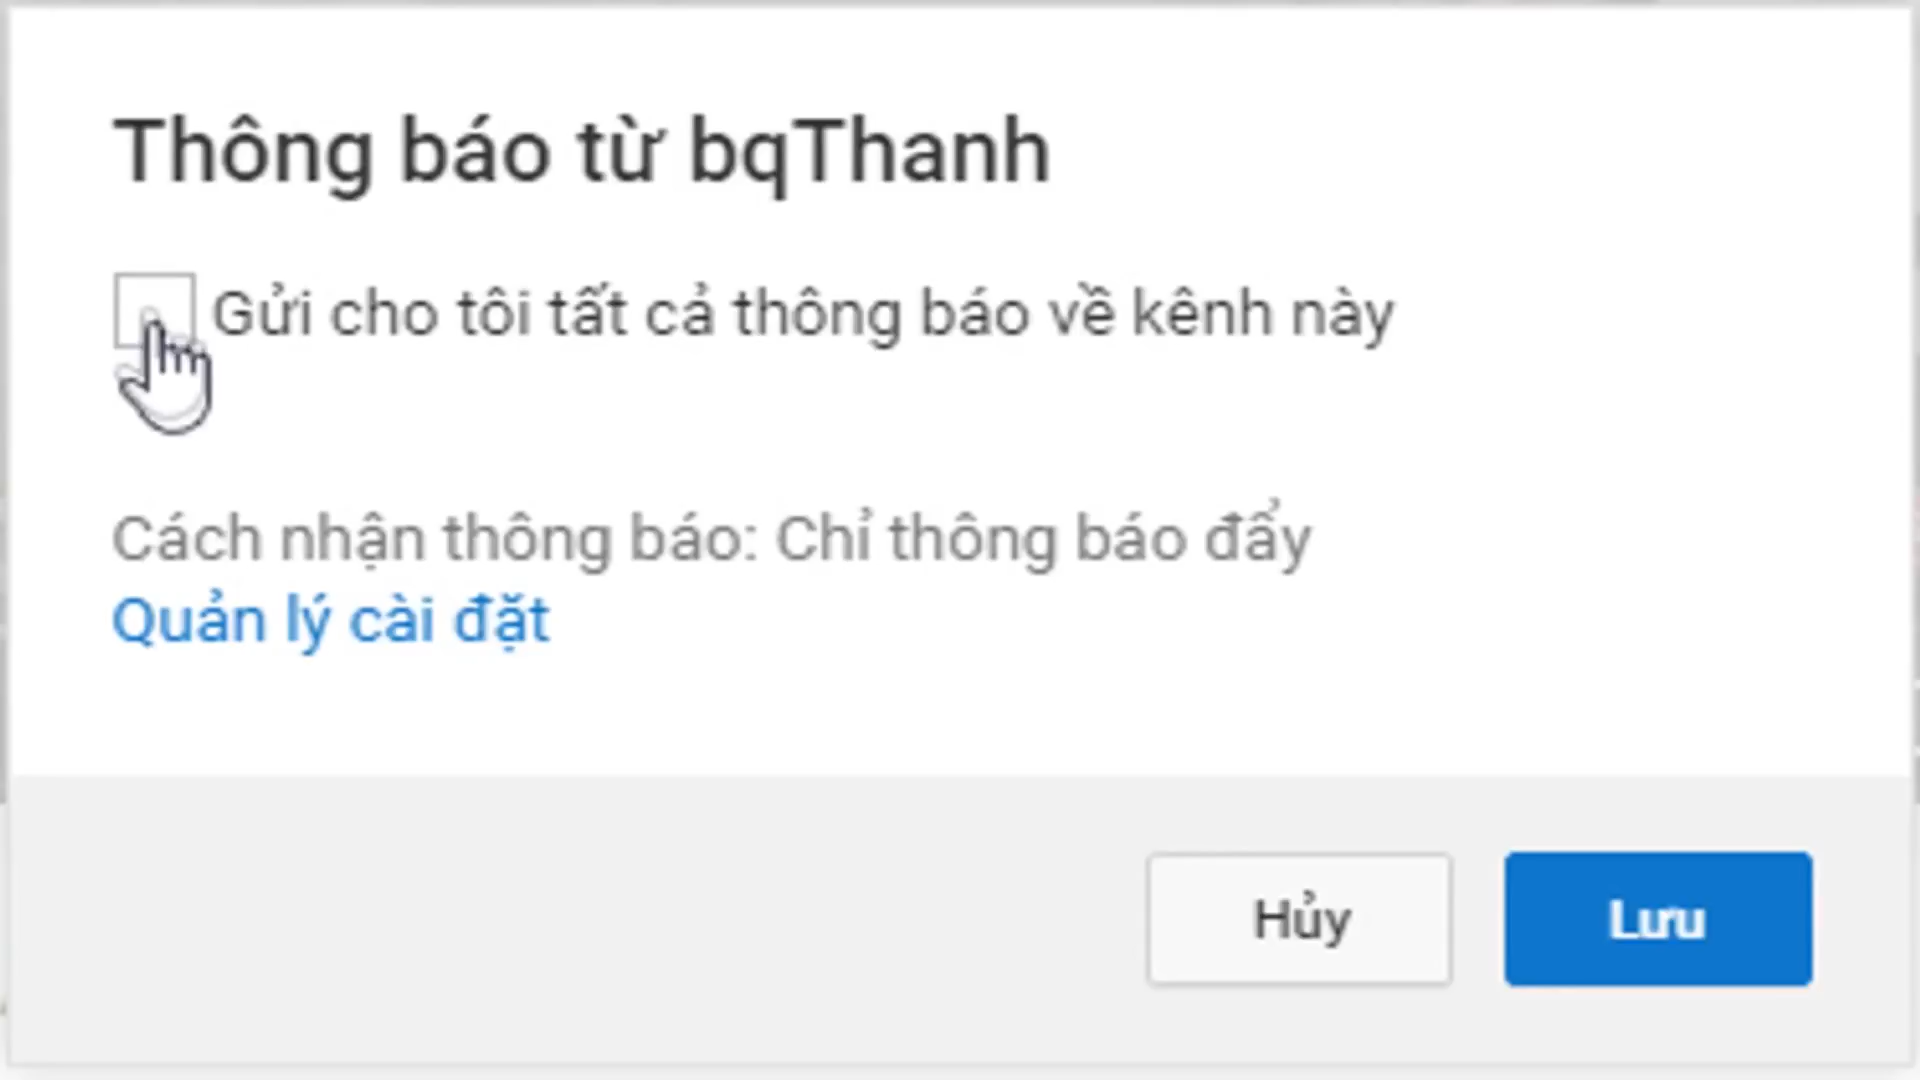 Thông báo từ bqThanh
Gửi cho tôi tất cả thông báo về kênh này
Cách nhận thông báo: Chỉ thông báo đẩy
Quản lý cài đặt
Hủy
Lưu